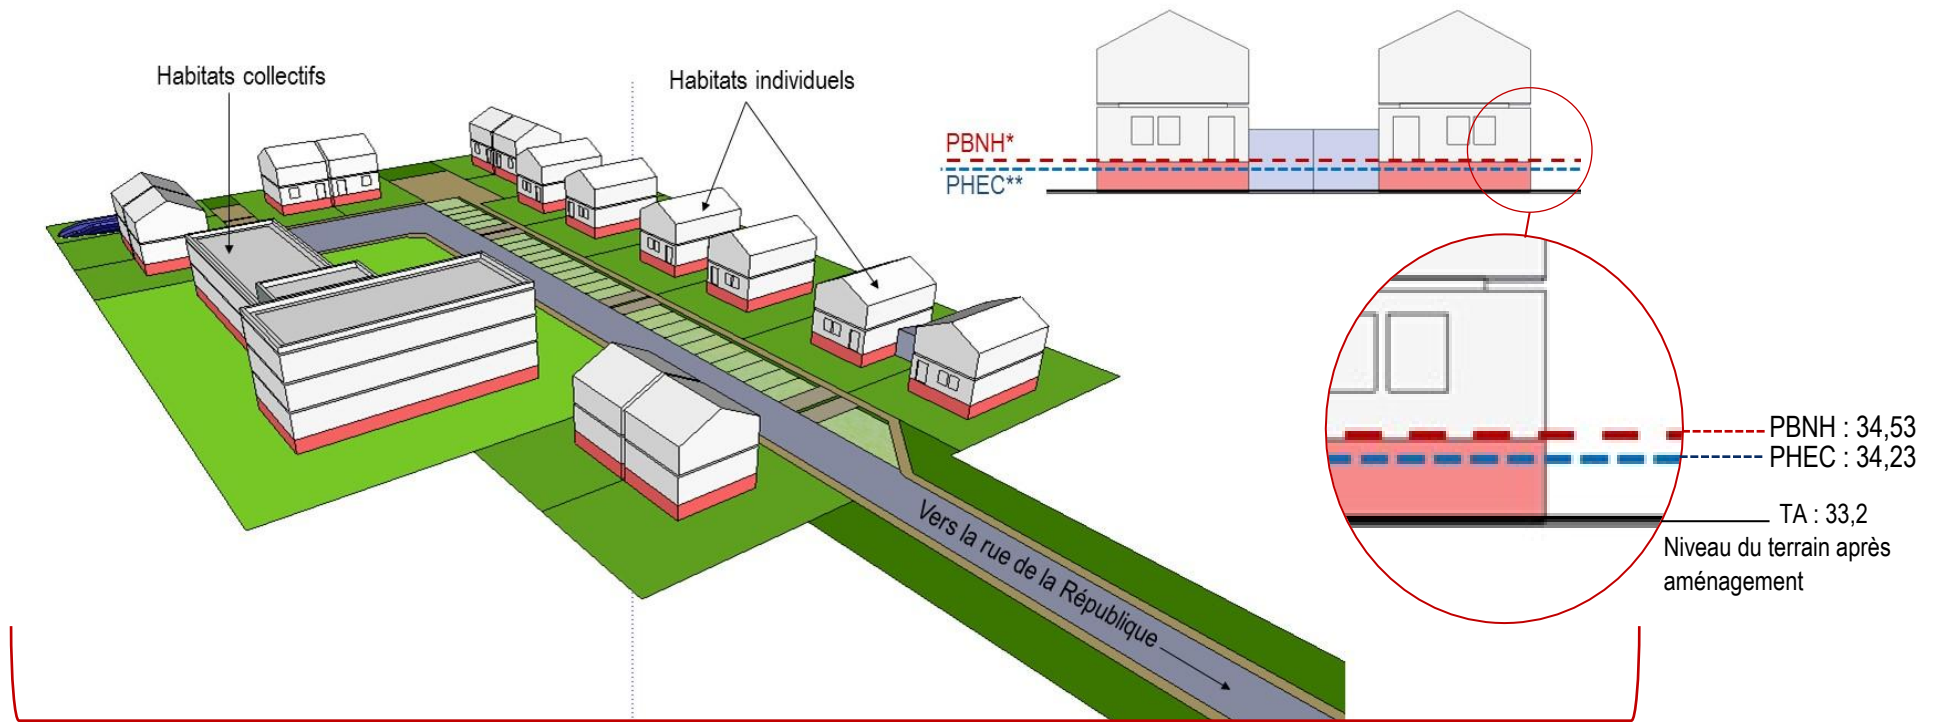 Habitats collectifs
Habitats individuels
PBNH*
PHEC**
PBNH : 34,53
PHEC : 34,23
TA : 33,2
Niveau du terrain après
aménagement
Vers la rue de la République